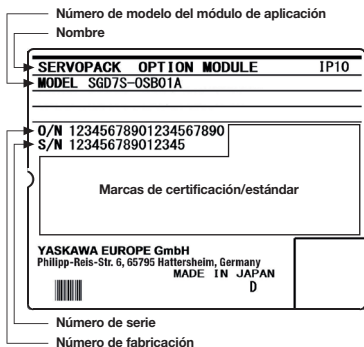 Número de modelo del módulo de aplicación
Nombre
SERVOPACK OPTION MODULE IP10
MODEL SGD7S-OSB01A
O/N 12345678901234567890
S/N 123456789012345
Marcas de certificación/estándar
YASKAWA EUROPE GmbH
Philipp-Reis-Str. 6, 65795 Hattersheim, Germany
MADE IN JAPAN
D
Número de serie
Número de fabricación